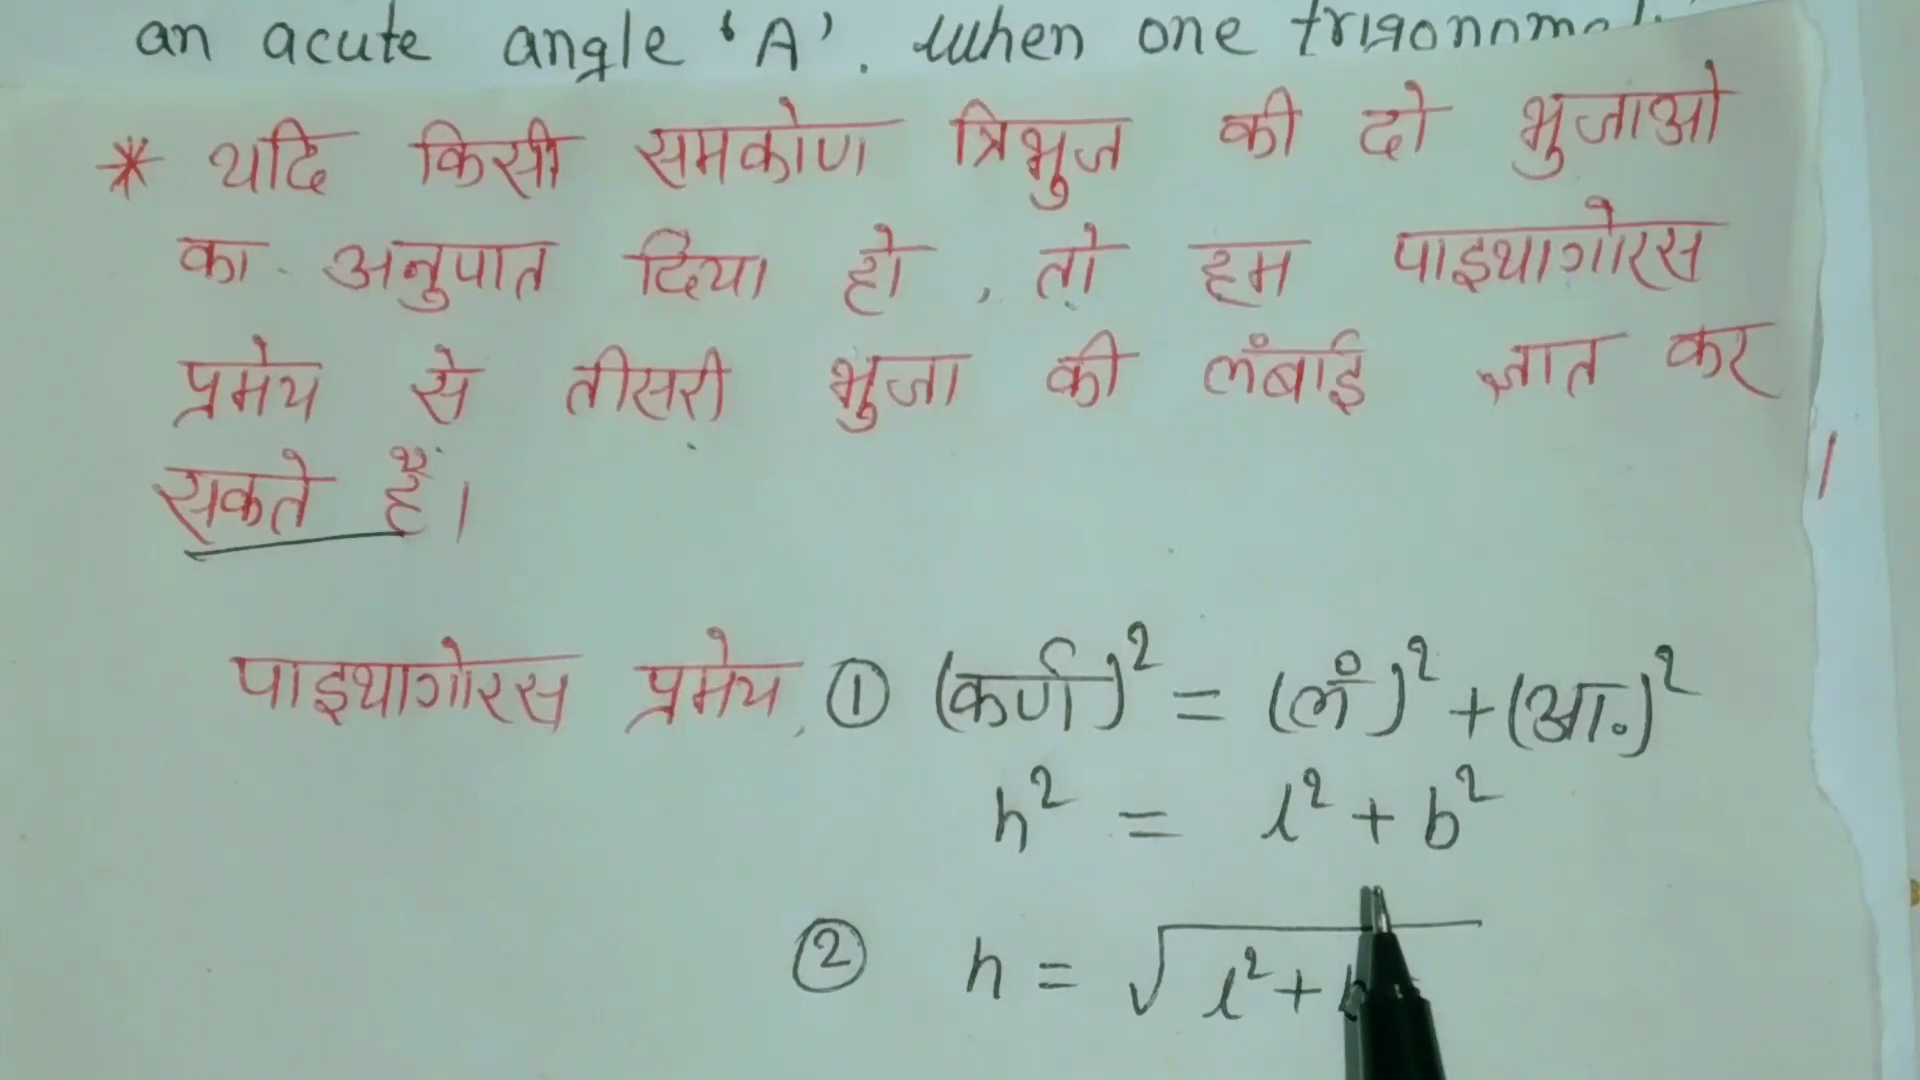 an acute angle 'A'. When one
* यदि किसी समकोण त्रिभुज की दो भुजाओ
का अनुपात दिया हो, तो हम पाइथागोरस
प्रमेय से तीसरी भुजा की लंबाई ज्ञात कर
सकते हैं।
पाइथागोरस प्रमेय, ① (कर्ण)² = (लं)² + (आ.)²
h² = l² + b²
② h = √l² + b